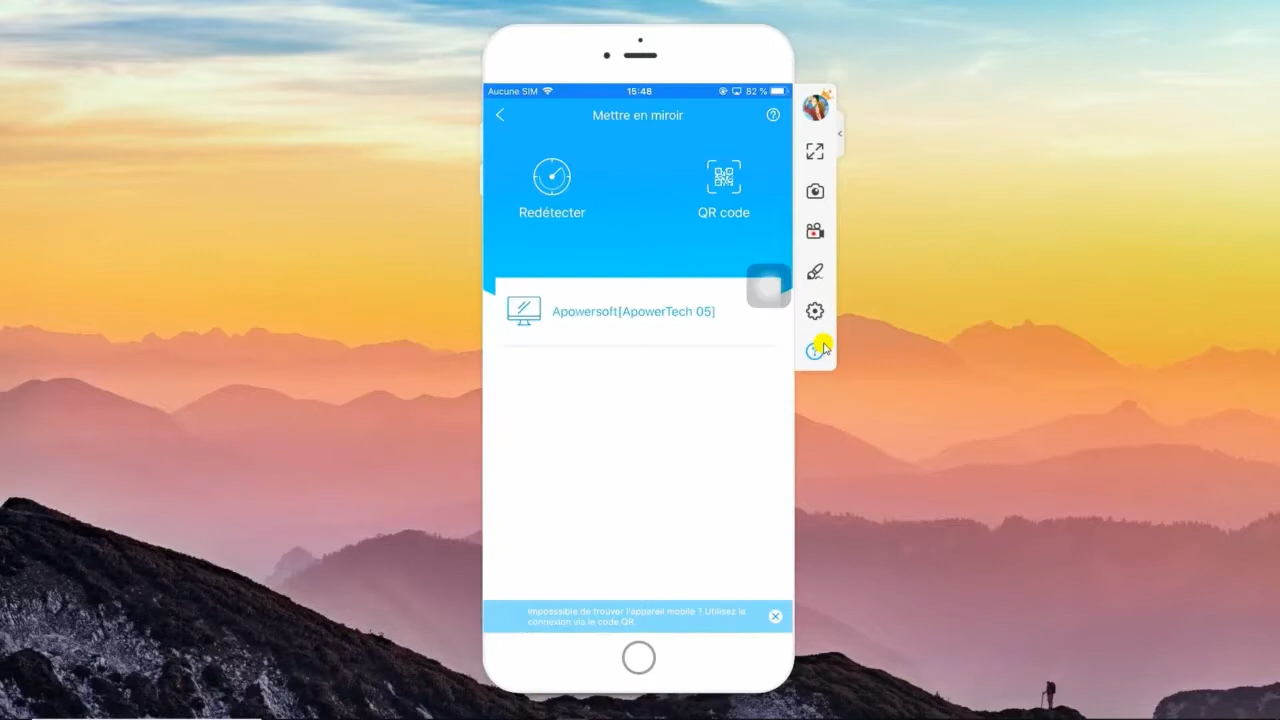 Aucune SIM 15:48 82 %
Mettre en miroir
Redétecter QR code
Apowersoft[ApowerTech 05]
Impossible de trouver l'appareil mobile ? Utilisez la
connexion via le code QR.